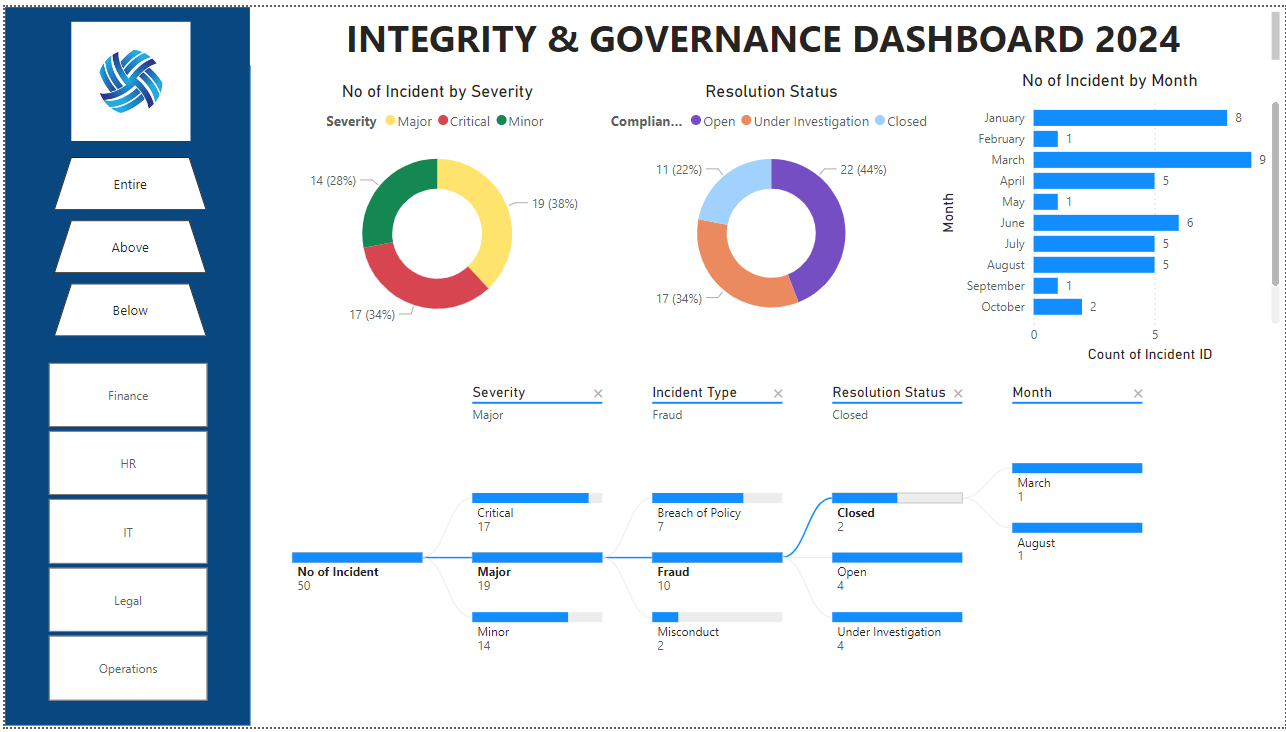 INTEGRITY & GOVERNANCE DASHBOARD 2024
Entire
Above
Below
Finance
HR
IT
Legal
Operations
No of Incident by Severity
Severity Major Critical Minor
14 (28%)
19 (38%)
17 (34%)
Resolution Status
Complian... Open Under Investigation Closed
11 (22%)
22 (44%)
17 (34%)
No of Incident by Month
Month
January 8
February 1
March 9
April 5
May 1
June 6
July 5
August 5
September 1
October 2
0 5
Count of Incident ID
Severity
Major
Incident Type
Fraud
Resolution Status
Closed
Month
No of Incident
50
Critical
17
Major
19
Minor
14
Breach of Policy
7
Fraud
10
Misconduct
2
Closed
2
Open
4
Under Investigation
4
March
1
August
1